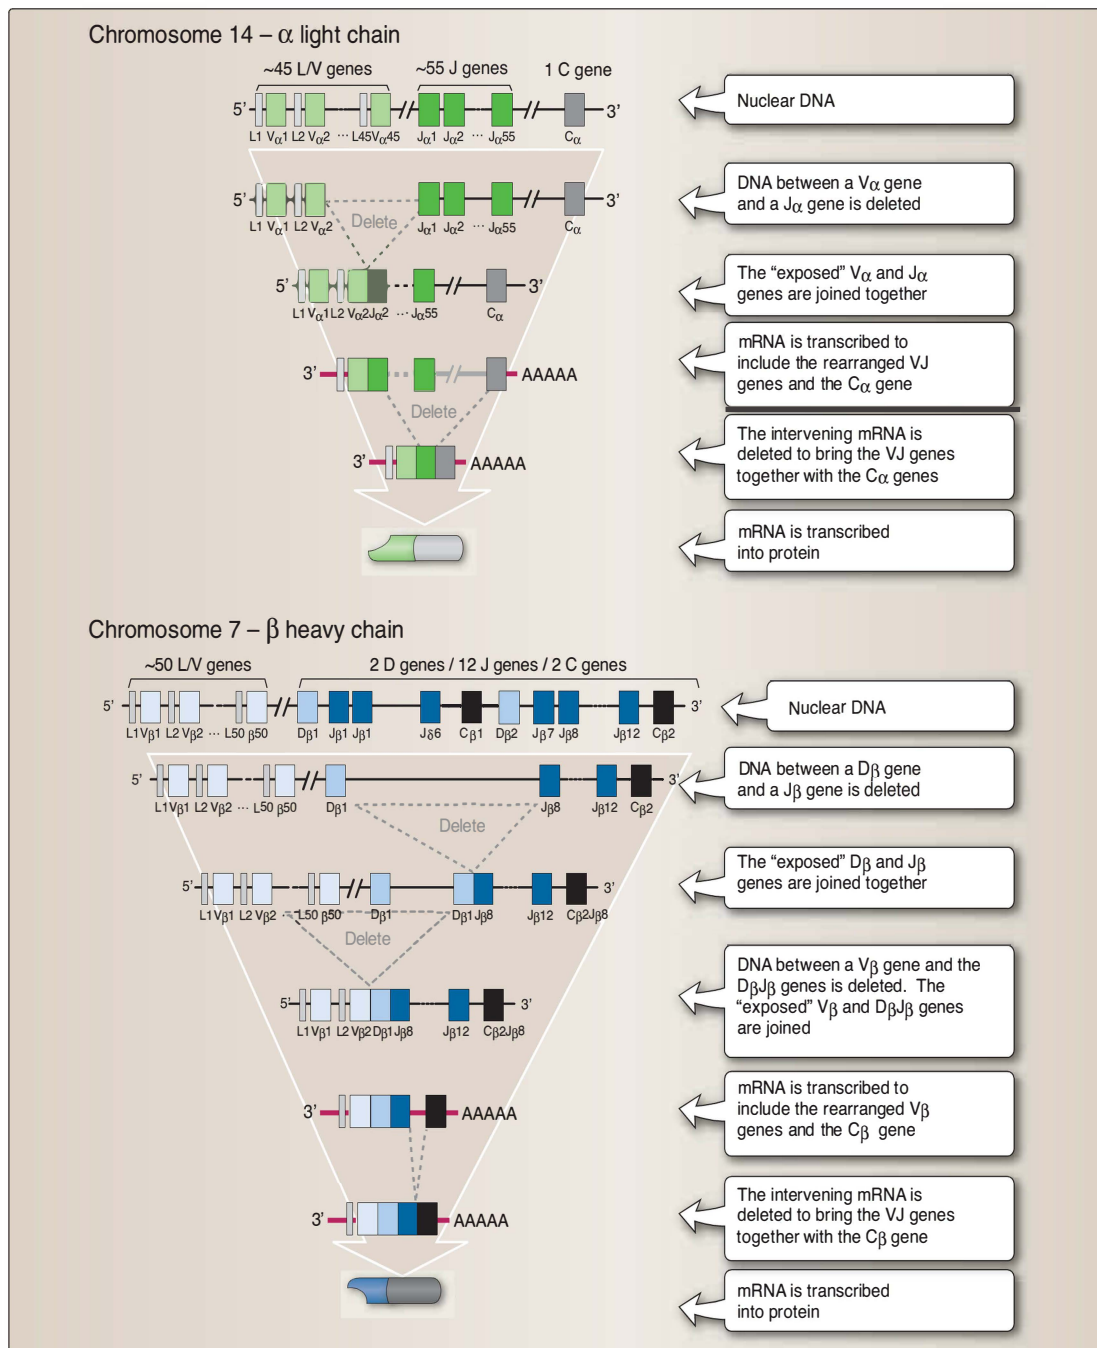 Chromosome 14 – α light chain
~45 L/V genes ~55 J genes 1 C gene
5’ 3’
L1 Vα1 L2 Vα2 ... L45 Vα45 Jα1 Jα2 ... Jα55 Cα
Nuclear DNA
5’ Delete 3’
L1 Vα1 L2 Vα2 Jα1 Jα2 ... Jα55 Cα
DNA between a Vα gene
and a Jα gene is deleted
5’ 3’
L1 Vα1 L2 Vα2 Jα2 ... Jα55 Cα
The “exposed” Vα and Jα
genes are joined together
3’ AAAAA
Delete
mRNA is transcribed to
include the rearranged VJ
genes and the Cα gene
3’ AAAAA
The intervening mRNA is
deleted to bring the VJ genes
together with the Cα genes
mRNA is transcribed
into protein
Chromosome 7 – β heavy chain
~50 L/V genes 2 D genes / 12 J genes / 2 C genes
5’ 3’
L1 Vβ1 L2 Vβ2 ... L50 β50 Dβ1 Jβ1 Jβ1 Jδ6 Cβ1 Dβ2 Jβ7 Jβ8 Jβ12 Cβ2
Nuclear DNA
5’ 3’
L1 Vβ1 L2 Vβ2 ... L50 β50 Dβ1 Jβ8 Jβ12 Cβ2
Delete
DNA between a Dβ gene
and a Jβ gene is deleted
5’ 3’
L1 Vβ1 L2 Vβ2 ... L50 β50 Dβ1 Dβ1 Jβ8 Jβ12 Cβ2Jβ8
Delete
The “exposed” Dβ and Jβ
genes are joined together
5’ 3’
L1 Vβ1 L2 Vβ2 Dβ1 Jβ8 Jβ12 Cβ2Jβ8
DNA between a Vβ gene and the
DβJβ genes is deleted. The
“exposed” Vβ and DβJβ genes
are joined
3’ AAAAA
mRNA is transcribed to
include the rearranged Vβ
genes and the Cβ gene
3’ AAAAA
The intervening mRNA is
deleted to bring the VJ genes
together with the Cβ gene
mRNA is transcribed
into protein